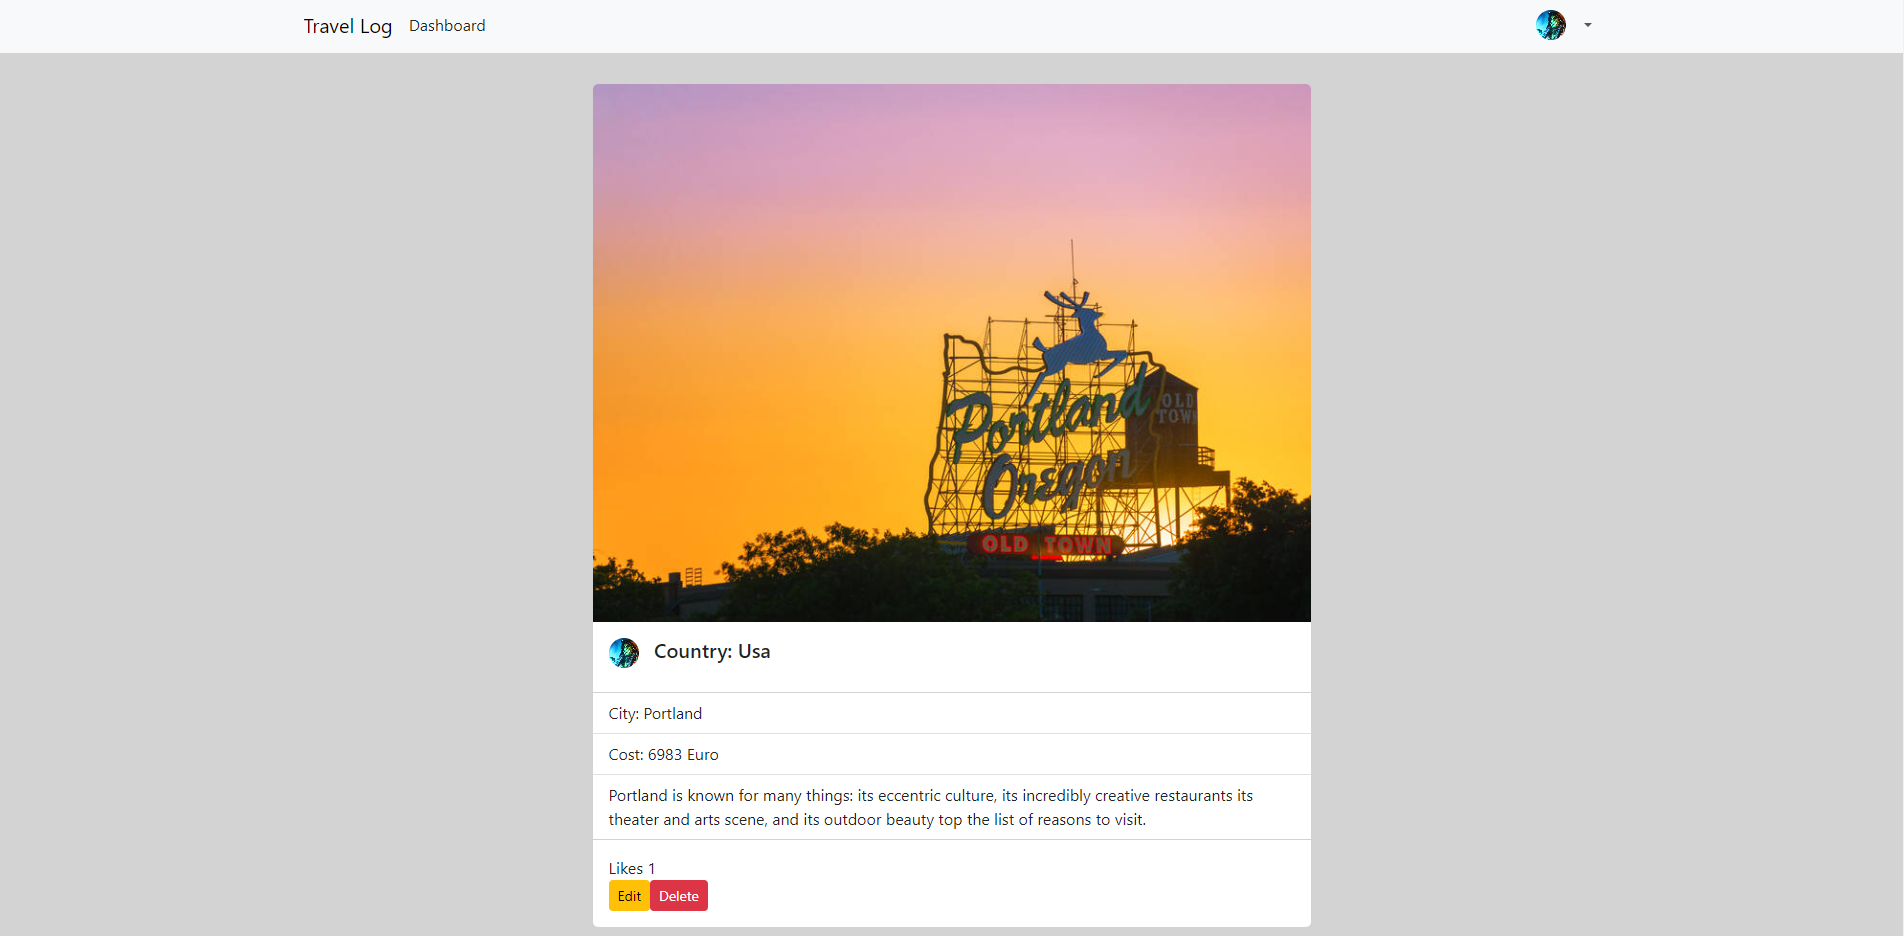 Travel Log Dashboard
OLD
TOWN
Portland
Oregon
OLD TOWN
Country: Usa
City: Portland
Cost: 6983 Euro
Portland is known for many things: its eccentric culture, its incredibly creative restaurants its
theater and arts scene, and its outdoor beauty top the list of reasons to visit.
Likes 1
Edit Delete